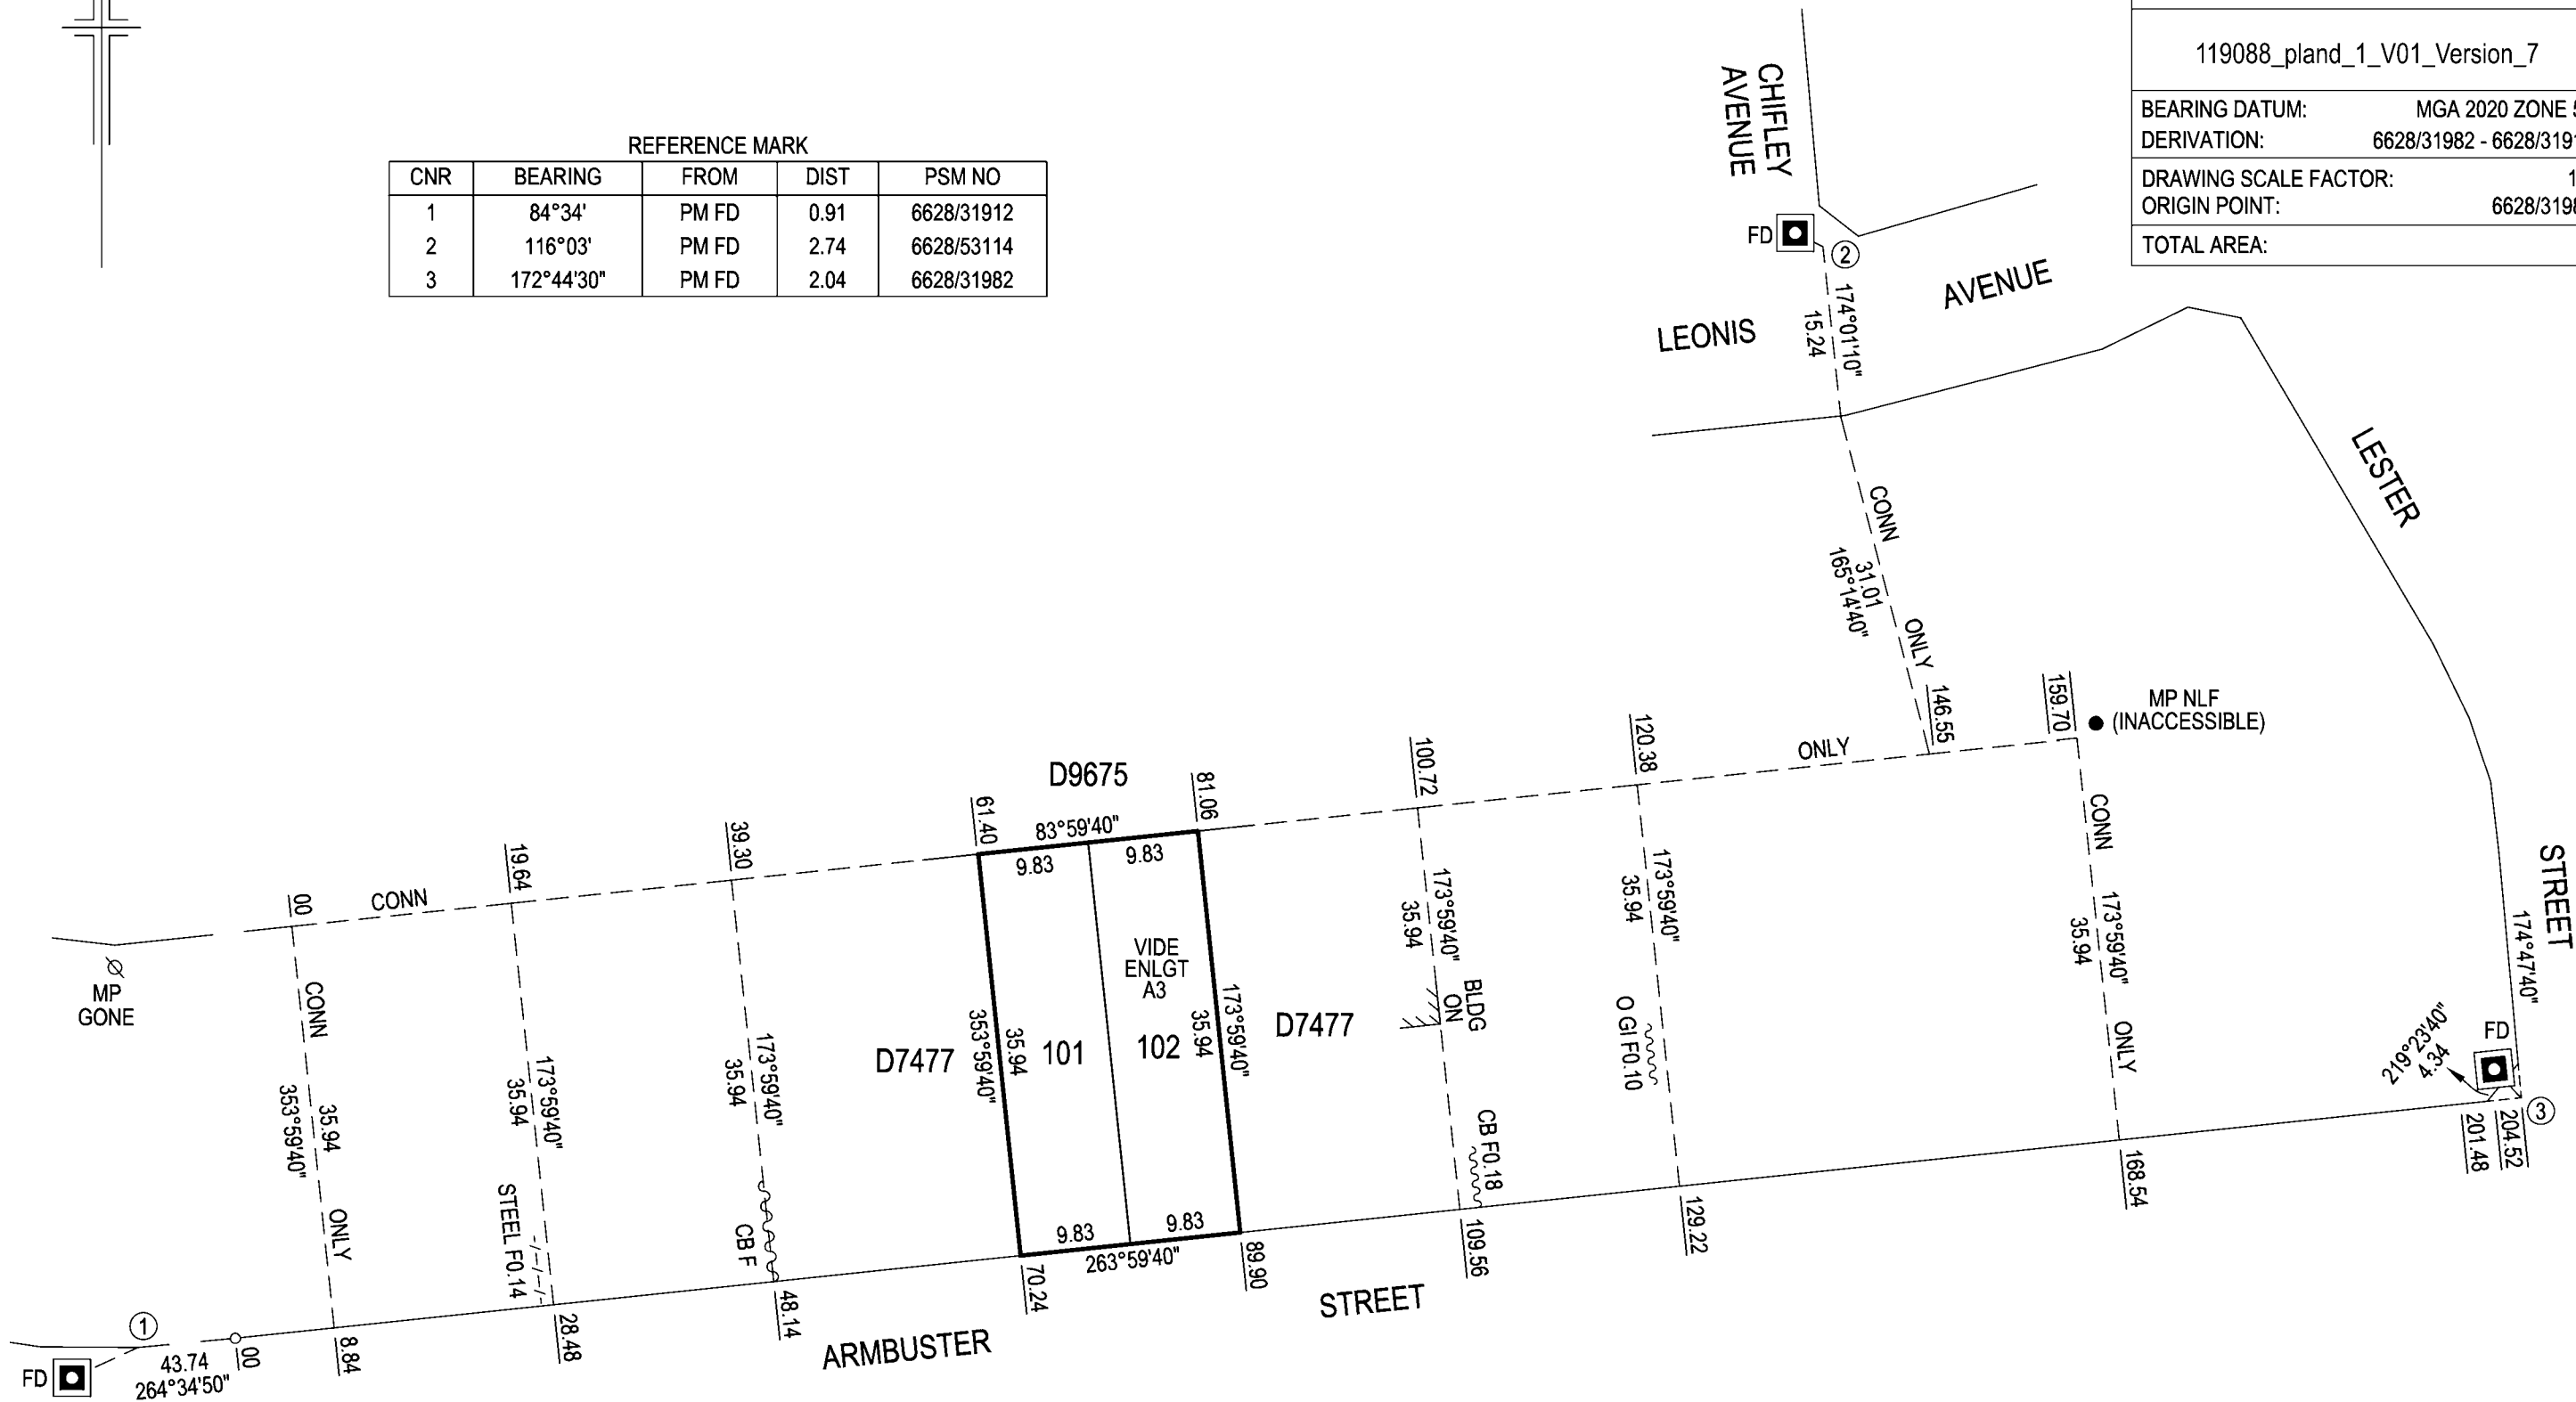 119088_pland_1_V01_Version_7
BEARING DATUM: MGA 2020 ZONE
DERIVATION: 6628/31982 - 6628/3191
DRAWING SCALE FACTOR: 1
ORIGIN POINT: 6628/3198
TOTAL AREA:
REFERENCE MARK
CNR BEARING FROM DIST PSM NO
1 84°34' PM FD 0.91 6628/31912
2 116°03' PM FD 2.74 6628/53114
3 172°44'30" PM FD 2.04 6628/31982
CHIFLEY
AVENUE
FD
2
LEONIS
AVENUE
174°01'10"
15.24
LESTER
STREET
CONN
31.01
165°14'40"
ONLY
146.55
159.70
MP NLF
(INACCESSIBLE)
ONLY
120.38
100.72
D9675
81.06
61.40
83°59'40"
9.83
9.83
39.30
19.64
CONN
00
MP
GONE
CONN
35.94
353°59'40"
ONLY
173°59'40"
35.94
STEEL F0.14
173°59'40"
35.94
CB F
D7477
353°59'40"
35.94
101
VIDE
ENLGT
A3
102
35.94
173°59'40"
D7477
173°59'40"
35.94
BLDG
ON
CB F0.18
173°59'40"
35.94
O GI F0.10
CONN
173°59'40"
35.94
ONLY
174°47'40"
219°23'40"
4.34
FD
3
204.52
201.48
168.54
129.22
109.56
9.83
9.83
263°59'40"
89.90
70.24
48.14
28.48
8.84
00
1
FD
43.74
264°34'50"
ARMBUSTER
STREET